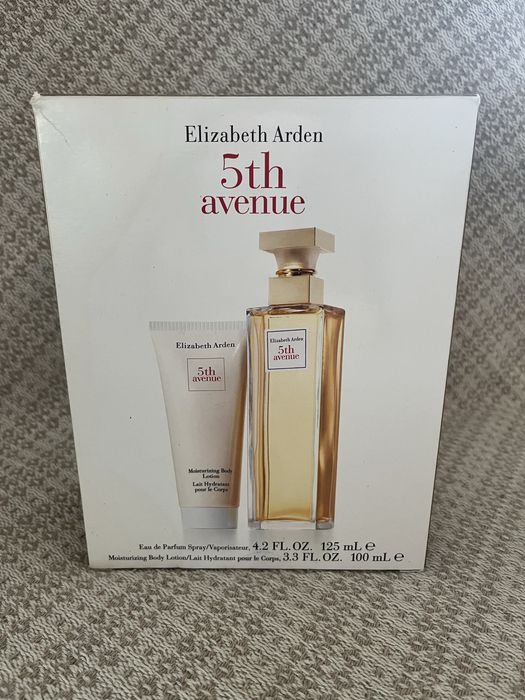 Elizabeth Arden
5th
avenue
Elizabeth Arden
5th
avenue
Moisturizing Body
Lotion
Lait Hydratant
pour le Corps
Elizabeth Arden
5th
avenue
Eau de Parfum Spray/Vaporisateur, 4.2 FL.OZ. 125 mL ℮
Moisturizing Body Lotion/Lait Hydratant pour le Corps, 3.3 FL.OZ. 100 mL ℮